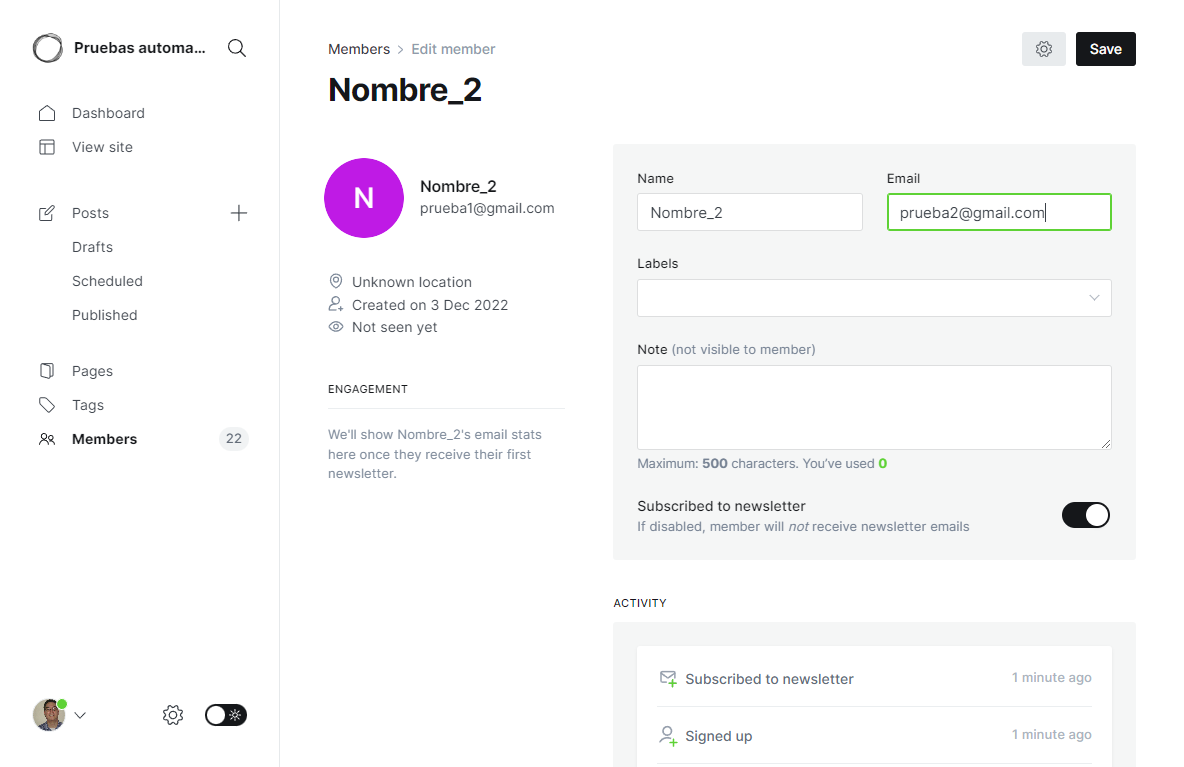 Pruebas automa...
Dashboard
View site
Posts
Drafts
Scheduled
Published
Pages
Tags
Members 22
Members > Edit member
Save
Nombre_2
N
Nombre_2
prueba1@gmail.com
Unknown location
Created on 3 Dec 2022
Not seen yet
ENGAGEMENT
We'll show Nombre_2's email stats
here once they receive their first
newsletter.
Name Email
Nombre_2 prueba2@gmail.com
Labels
Note (not visible to member)
Maximum: 500 characters. You've used 0
Subscribed to newsletter
If disabled, member will not receive newsletter emails
ACTIVITY
Subscribed to newsletter 1 minute ago
Signed up 1 minute ago